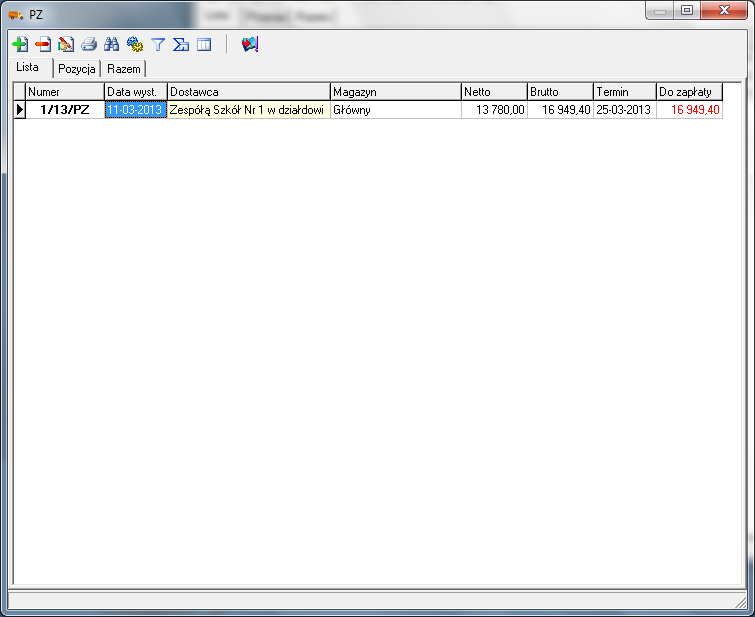 PZ
Lista Pozycja Razem
Numer Data wyst. Dostawca Magazyn Netto Brutto Termin Do zapłaty
1/13/PZ 11-03-2013 Zespółą Szkół Nr 1 w działdowi Główny 13 780,00 16 949,40 25-03-2013 16 949,40